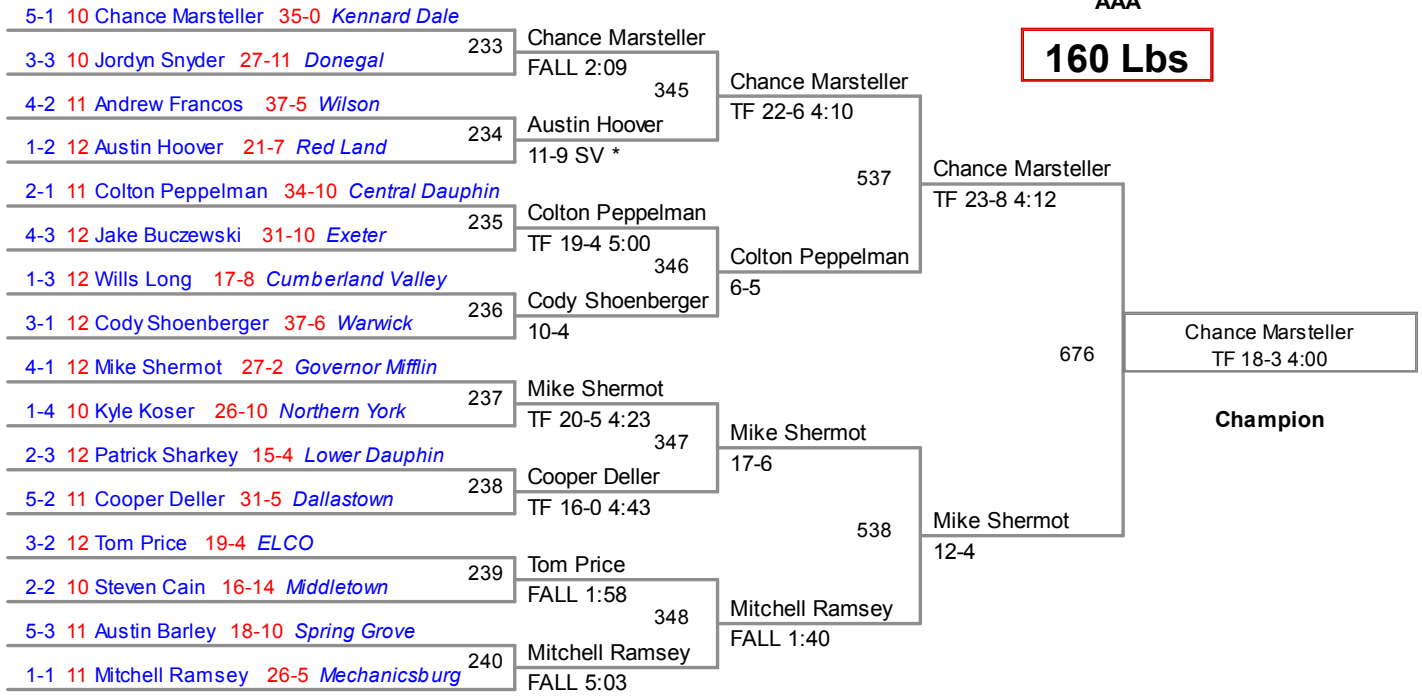 AAA
160 Lbs
5-1 10 Chance Marsteller 35-0 Kennard Dale
3-3 10 Jordyn Snyder 27-11 Donegal
4-2 11 Andrew Francos 37-5 Wilson
1-2 12 Austin Hoover 21-7 Red Land
2-1 11 Colton Peppelman 34-10 Central Dauphin
4-3 12 Jake Buczewski 31-10 Exeter
1-3 12 Wills Long 17-8 Cumberland Valley
3-1 12 Cody Shoenberger 37-6 Warwick
4-1 12 Mike Shermot 27-2 Governor Mifflin
1-4 10 Kyle Koser 26-10 Northern York
2-3 12 Patrick Sharkey 15-4 Lower Dauphin
5-2 11 Cooper Deller 31-5 Dallastown
3-2 12 Tom Price 19-4 ELCO
2-2 10 Steven Cain 16-14 Middletown
5-3 11 Austin Barley 18-10 Spring Grove
1-1 11 Mitchell Ramsey 26-5 Mechanicsburg
233
234
235
236
237
238
239
240
Chance Marsteller
FALL 2:09
Austin Hoover
11-9 SV *
Colton Peppelman
TF 19-4 5:00
Cody Shoenberger
10-4
Mike Shermot
TF 20-5 4:23
Cooper Deller
TF 16-0 4:43
Tom Price
FALL 1:58
Mitchell Ramsey
FALL 5:03
345
346
347
348
Chance Marsteller
TF 22-6 4:10
Colton Peppelman
6-5
Mike Shermot
17-6
Mitchell Ramsey
FALL 1:40
537
538
Chance Marsteller
TF 23-8 4:12
Mike Shermot
12-4
676
Chance Marsteller
TF 18-3 4:00
Champion